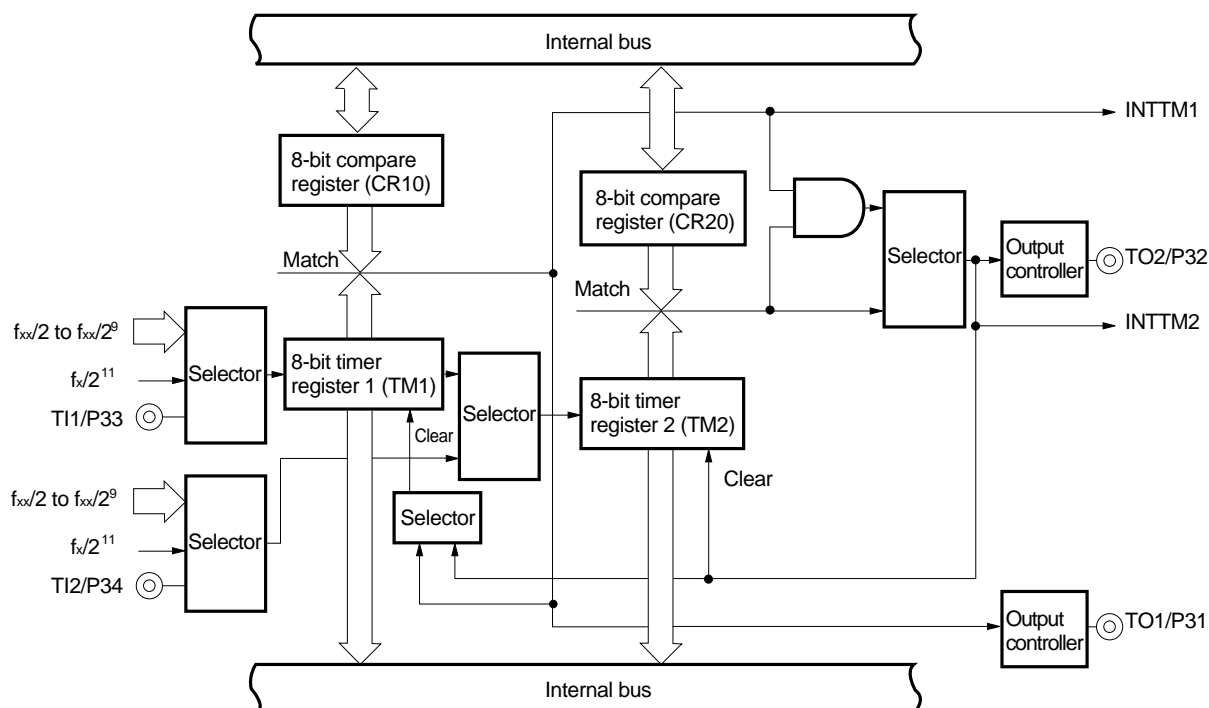 Internal bus
INTTM1
8-bit compare
register (CR10)
8-bit compare
register (CR20)
Match
Match
Selector
Output
controller
TO2/P32
INTTM2
fxx/2 to fxx/2⁹
fx/2¹¹
TI1/P33
Selector
8-bit timer
register 1 (TM1)
Selector
8-bit timer
register 2 (TM2)
Clear
Clear
fxx/2 to fxx/2⁹
fx/2¹¹
TI2/P34
Selector
Selector
Output
controller
TO1/P31
Internal bus